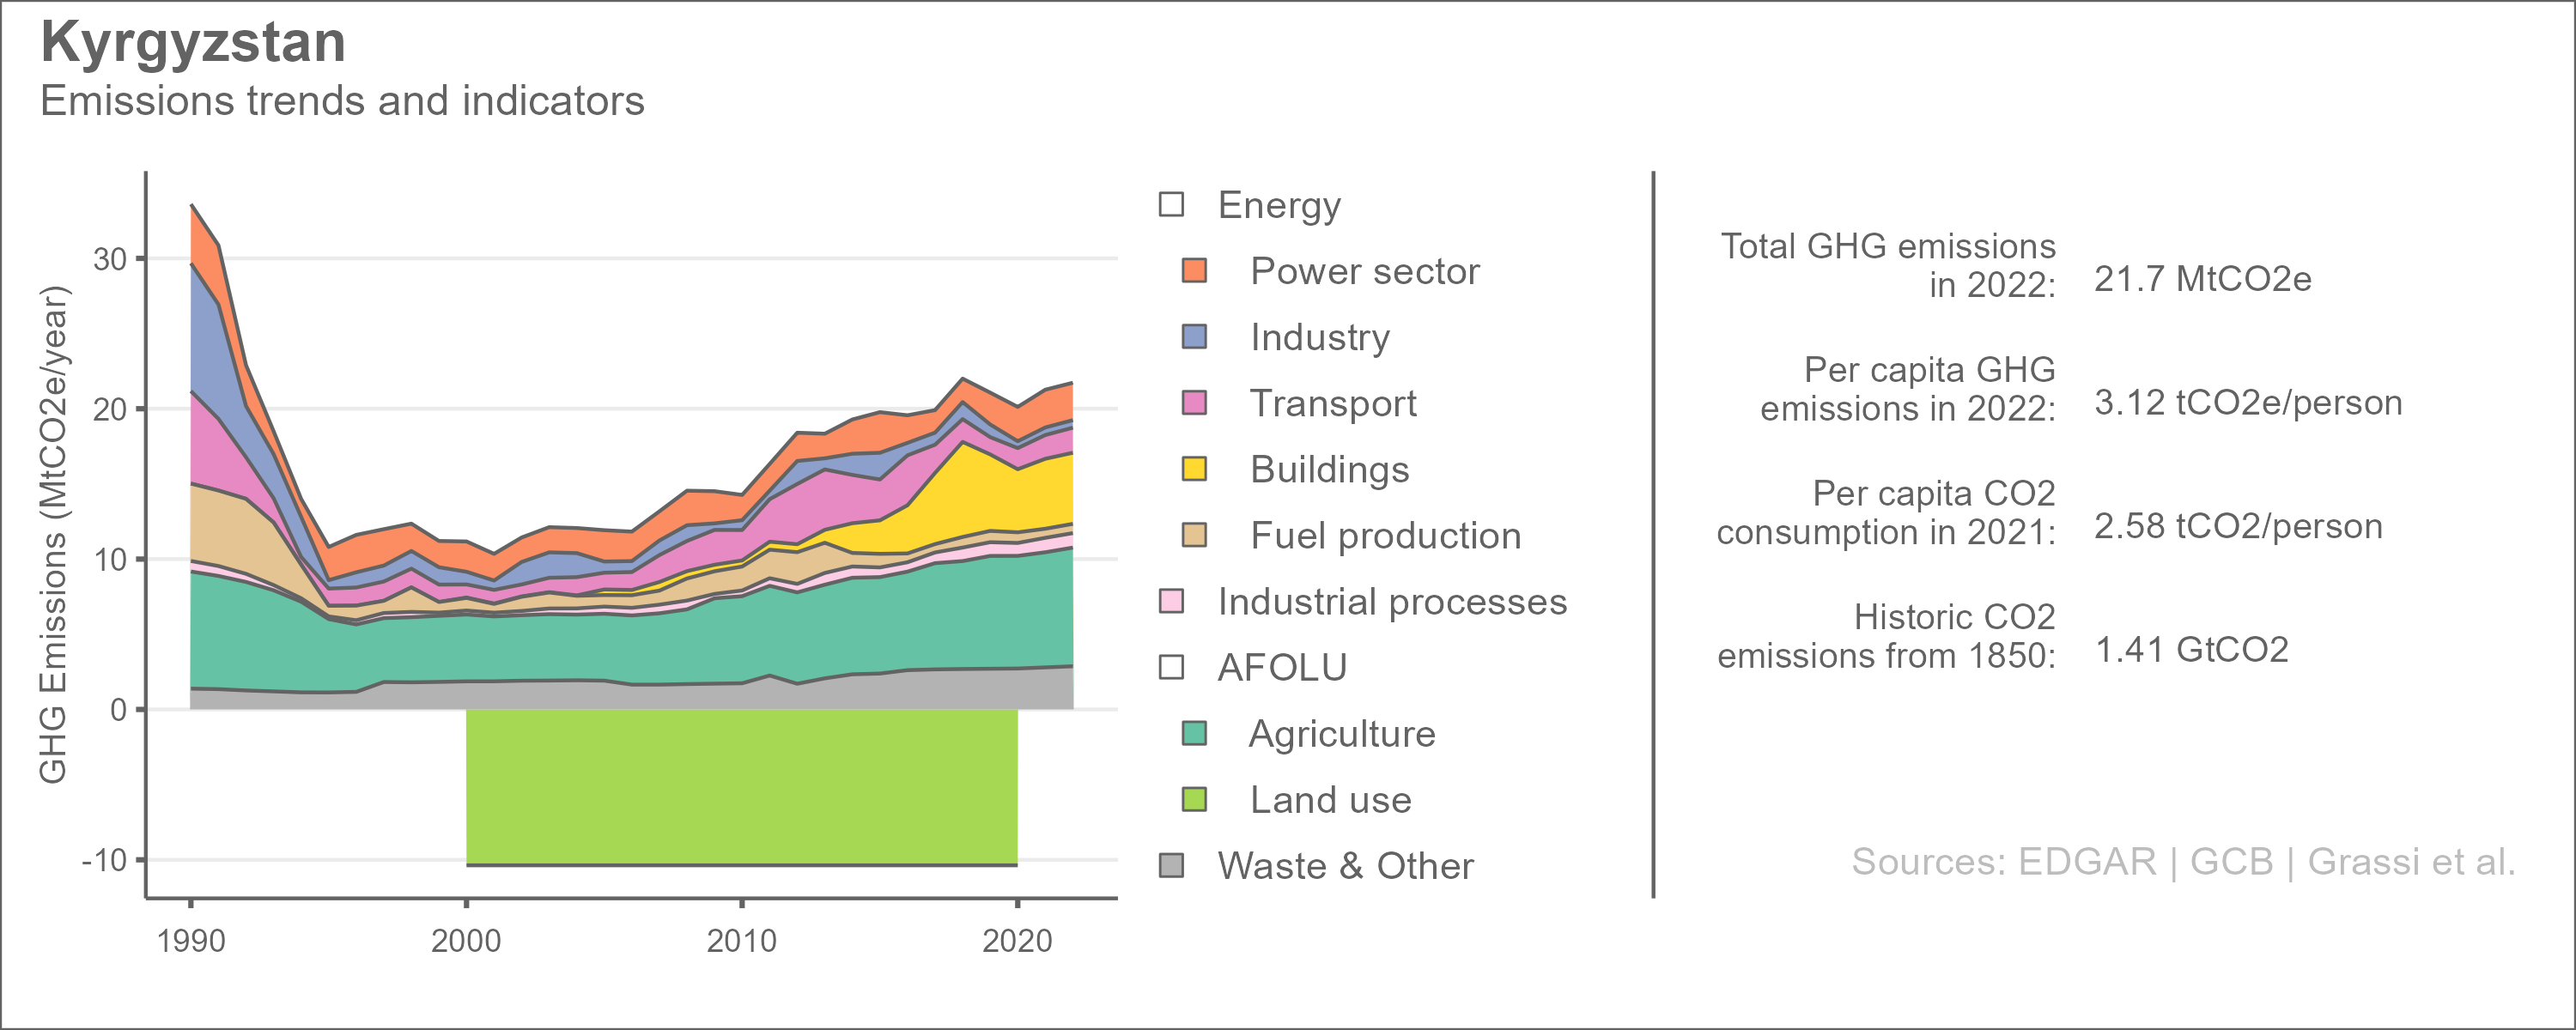 Kyrgyzstan
Emissions trends and indicators
GHG Emissions (MtCO2e/year)
30
20
10
0
-10
1990
2000
2010
2020
Energy
Power sector
Industry
Transport
Buildings
Fuel production
Industrial processes
AFOLU
Agriculture
Land use
Waste & Other
Total GHG emissions
in 2022:
21.7 MtCO2e
Per capita GHG
emissions in 2022:
3.12 tCO2e/person
Per capita CO2
consumption in 2021:
2.58 tCO2/person
Historic CO2
emissions from 1850:
1.41 GtCO2
Sources: EDGAR | GCB | Grassi et al.